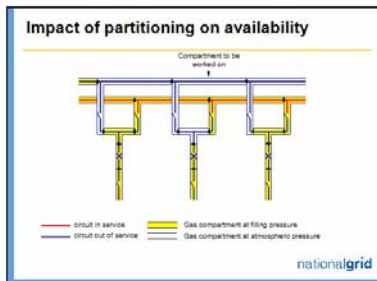 Impact of partitioning on availability
Compartment to be
worked on
circuit in service
Gas compartment at filling pressure
circuit out of service
Gas compartment at atmospheric pressure
nationalgrid